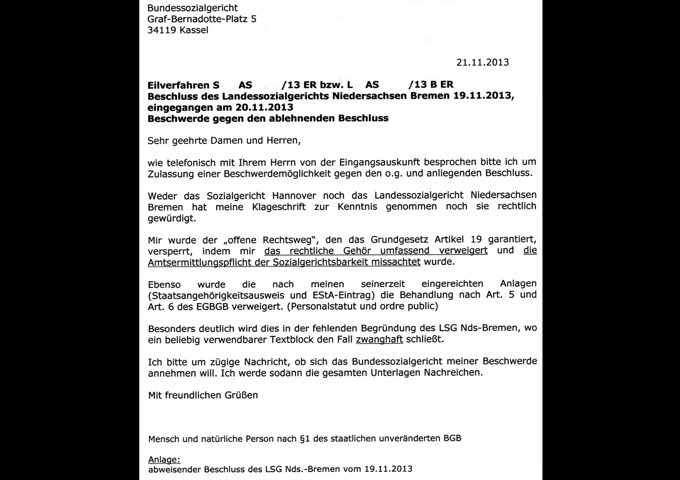 Bundessozialgericht
Graf-Bernadotte-Platz 5
34119 Kassel
21.11.2013
Eilverfahren S AS /13 ER bzw. L AS /13 B ER
Beschluss des Landessozialgerichts Niedersachsen Bremen 19.11.2013,
eingegangen am 20.11.2013
Beschwerde gegen den ablehnenden Beschluss
Sehr geehrte Damen und Herren,
wie telefonisch mit Ihrem Herrn von der Eingangsauskunft besprochen bitte ich um
Zulassung einer Beschwerdemöglichkeit gegen den o.g. und anliegenden Beschluss.
Weder das Sozialgericht Hannover noch das Landessozialgericht Niedersachsen
Bremen hat meine Klageschrift zur Kenntnis genommen noch sie rechtlich
gewürdigt.
Mir wurde der „offene Rechtsweg“, den das Grundgesetz Artikel 19 garantiert,
versperrt, indem mir das rechtliche Gehör umfassend verweigert und die
Amtsermittlungspflicht der Sozialgerichtsbarkeit missachtet wurde.
Ebenso wurde die nach meinen seinerzeit eingereichten Anlagen
(Staatsangehörigkeitsausweis und EStA-Eintrag) die Behandlung nach Art. 5 und
Art. 6 des EGBGB verweigert. (Personalstatut und ordre public)
Besonders deutlich wird dies in der fehlenden Begründung des LSG Nds-Bremen, wo
ein beliebig verwendbarer Textblock den Fall zwanghaft schließt.
Ich bitte um zügige Nachricht, ob sich das Bundessozialgericht meiner Beschwerde
annehmen will. Ich werde sodann die gesamten Unterlagen Nachreichen.
Mit freundlichen Grüßen
Mensch und natürliche Person nach §1 des staatlichen unveränderten BGB
Anlage:
abweisender Beschluss des LSG Nds.-Bremen vom 19.11.2013